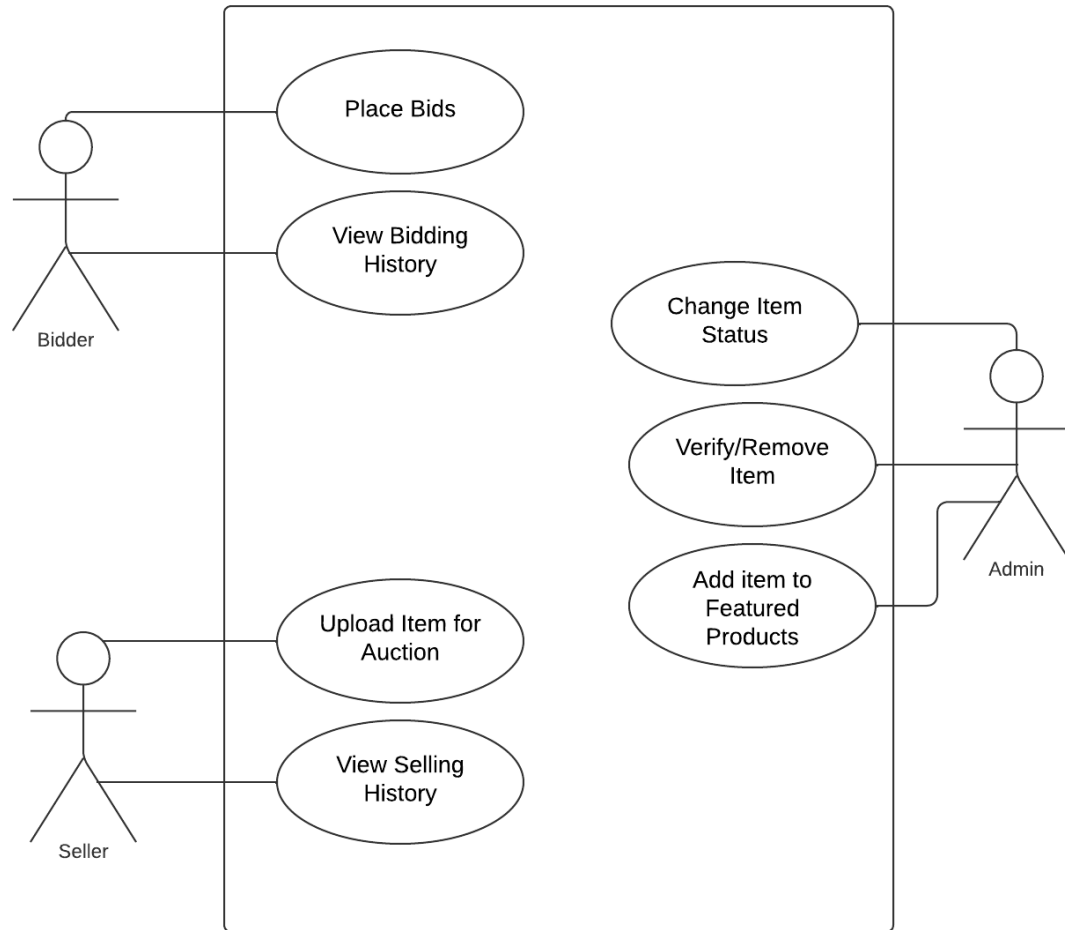 Place Bids
View Bidding
History
Bidder
Change Item
Status
Verify/Remove
Item
Add item to
Featured
Products
Admin
Upload Item for
Auction
View Selling
History
Seller